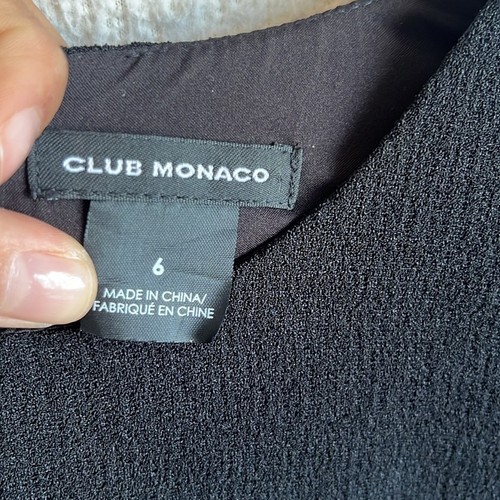 CLUB MONACO
6
MADE IN CHINA/
FABRIQUÉ EN CHINE